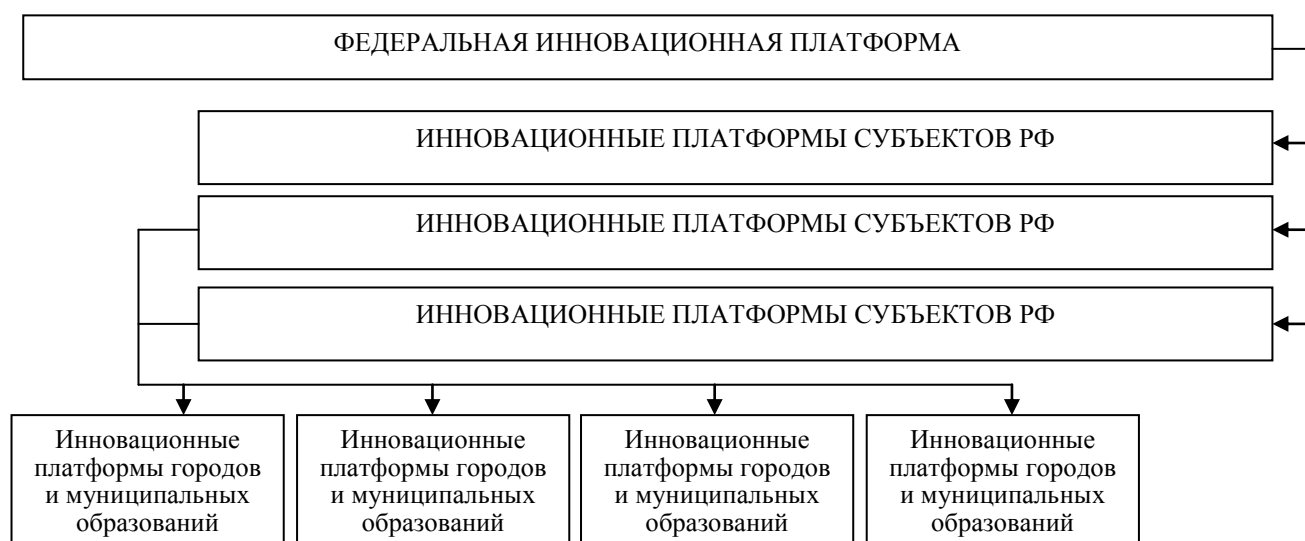 ФЕДЕРАЛЬНАЯ ИННОВАЦИОННАЯ ПЛАТФОРМА
ИННОВАЦИОННЫЕ ПЛАТФОРМЫ СУБЪЕКТОВ РФ
ИННОВАЦИОННЫЕ ПЛАТФОРМЫ СУБЪЕКТОВ РФ
ИННОВАЦИОННЫЕ ПЛАТФОРМЫ СУБЪЕКТОВ РФ
Инновационные
платформы городов
и муниципальных
образований
Инновационные
платформы городов
и муниципальных
образований
Инновационные
платформы городов
и муниципальных
образований
Инновационные
платформы городов
и муниципальных
образований